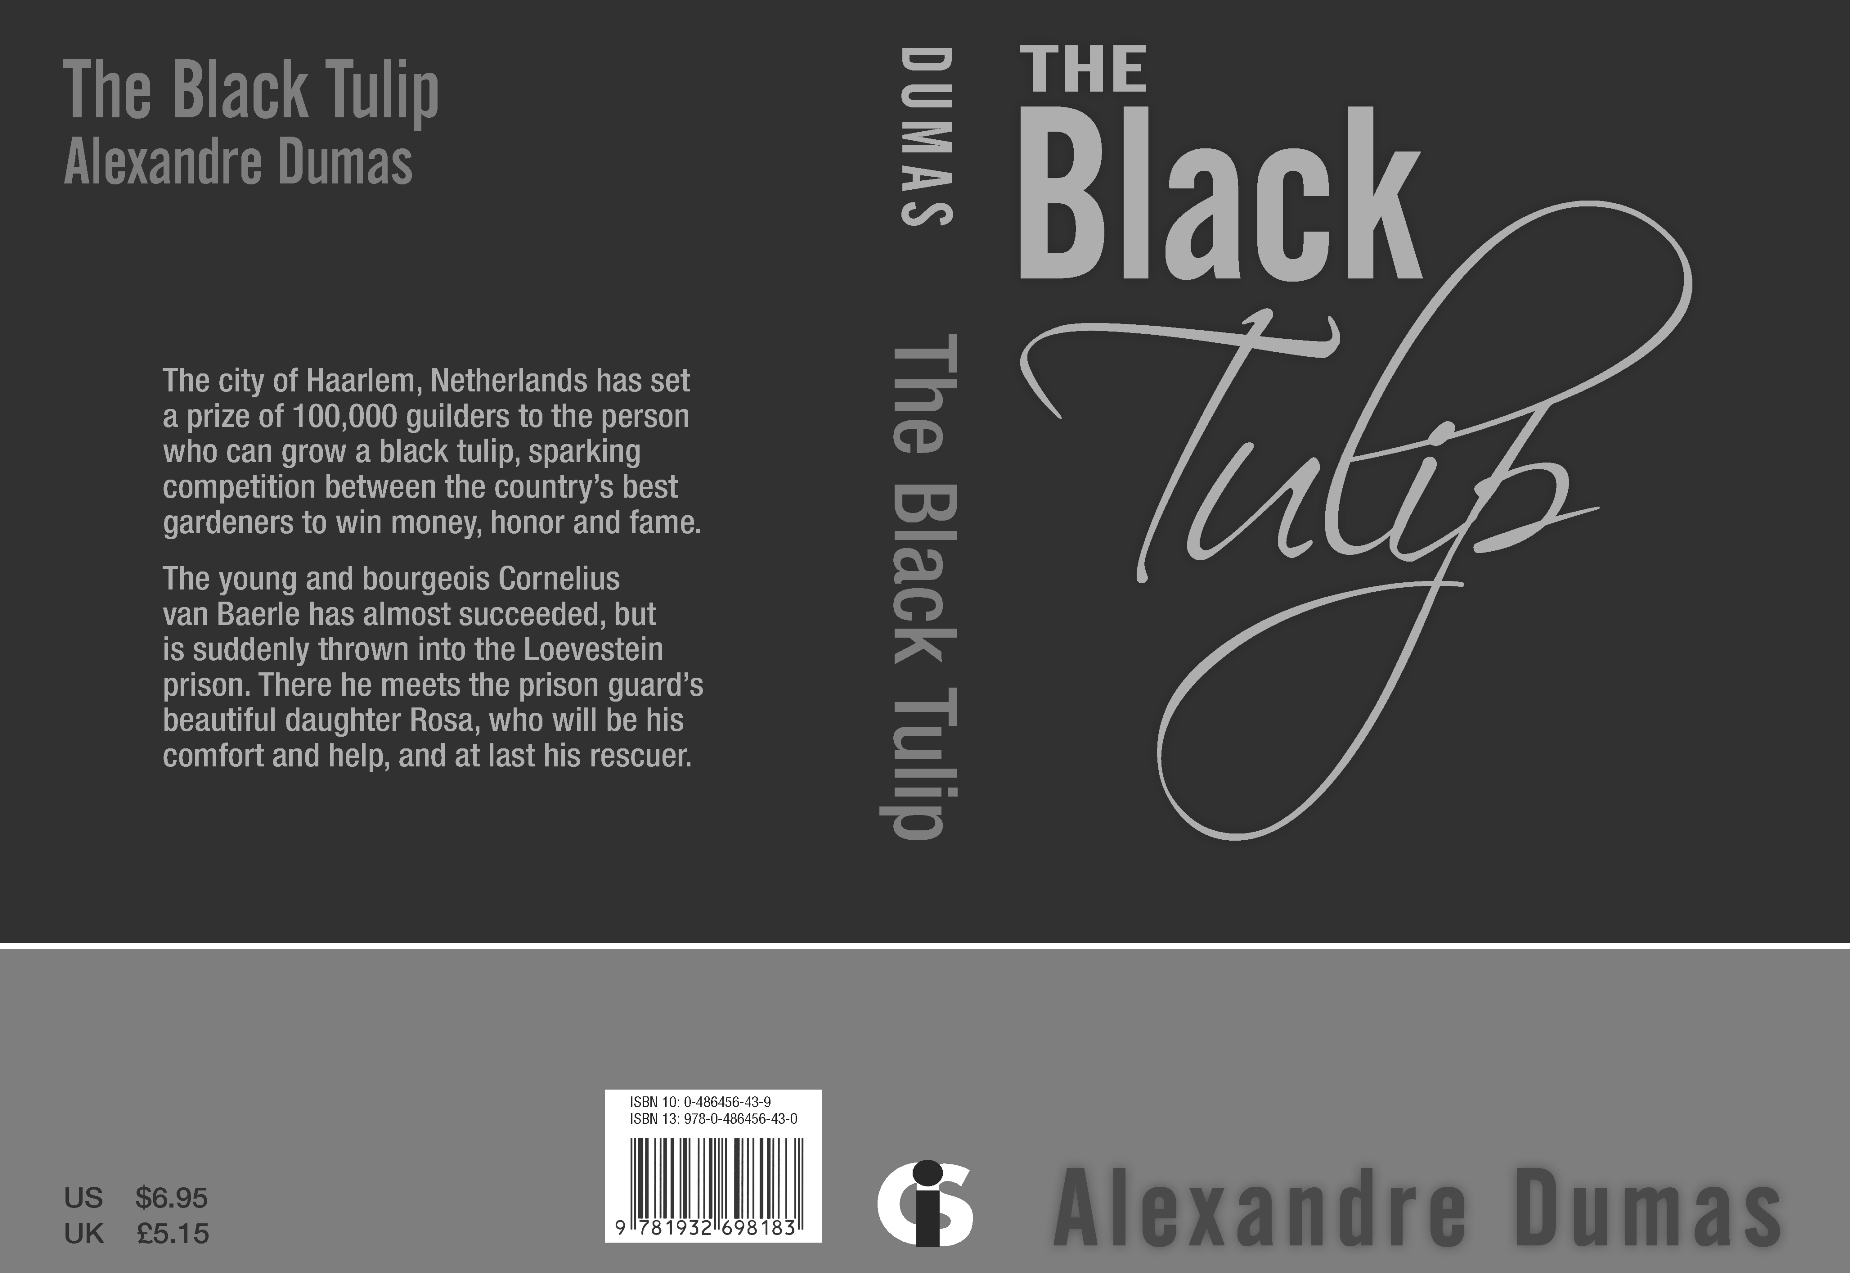 The Black Tulip
Alexandre Dumas
The city of Haarlem, Netherlands has set
a prize of 100,000 guilders to the person
who can grow a black tulip, sparking
competition between the country’s best
gardeners to win money, honor and fame.
The young and bourgeois Cornelius
van Baerle has almost succeeded, but
is suddenly thrown into the Loevestein
prison. There he meets the prison guard’s
beautiful daughter Rosa, who will be his
comfort and help, and at last his rescuer.
US $6.95
UK £5.15
ISBN 10: 0-486456-43-9
ISBN 13: 978-0-486456-43-0
9 781932 698183
DUMAS
The Black Tulip
THE
Black
Tulip
Alexandre Dumas